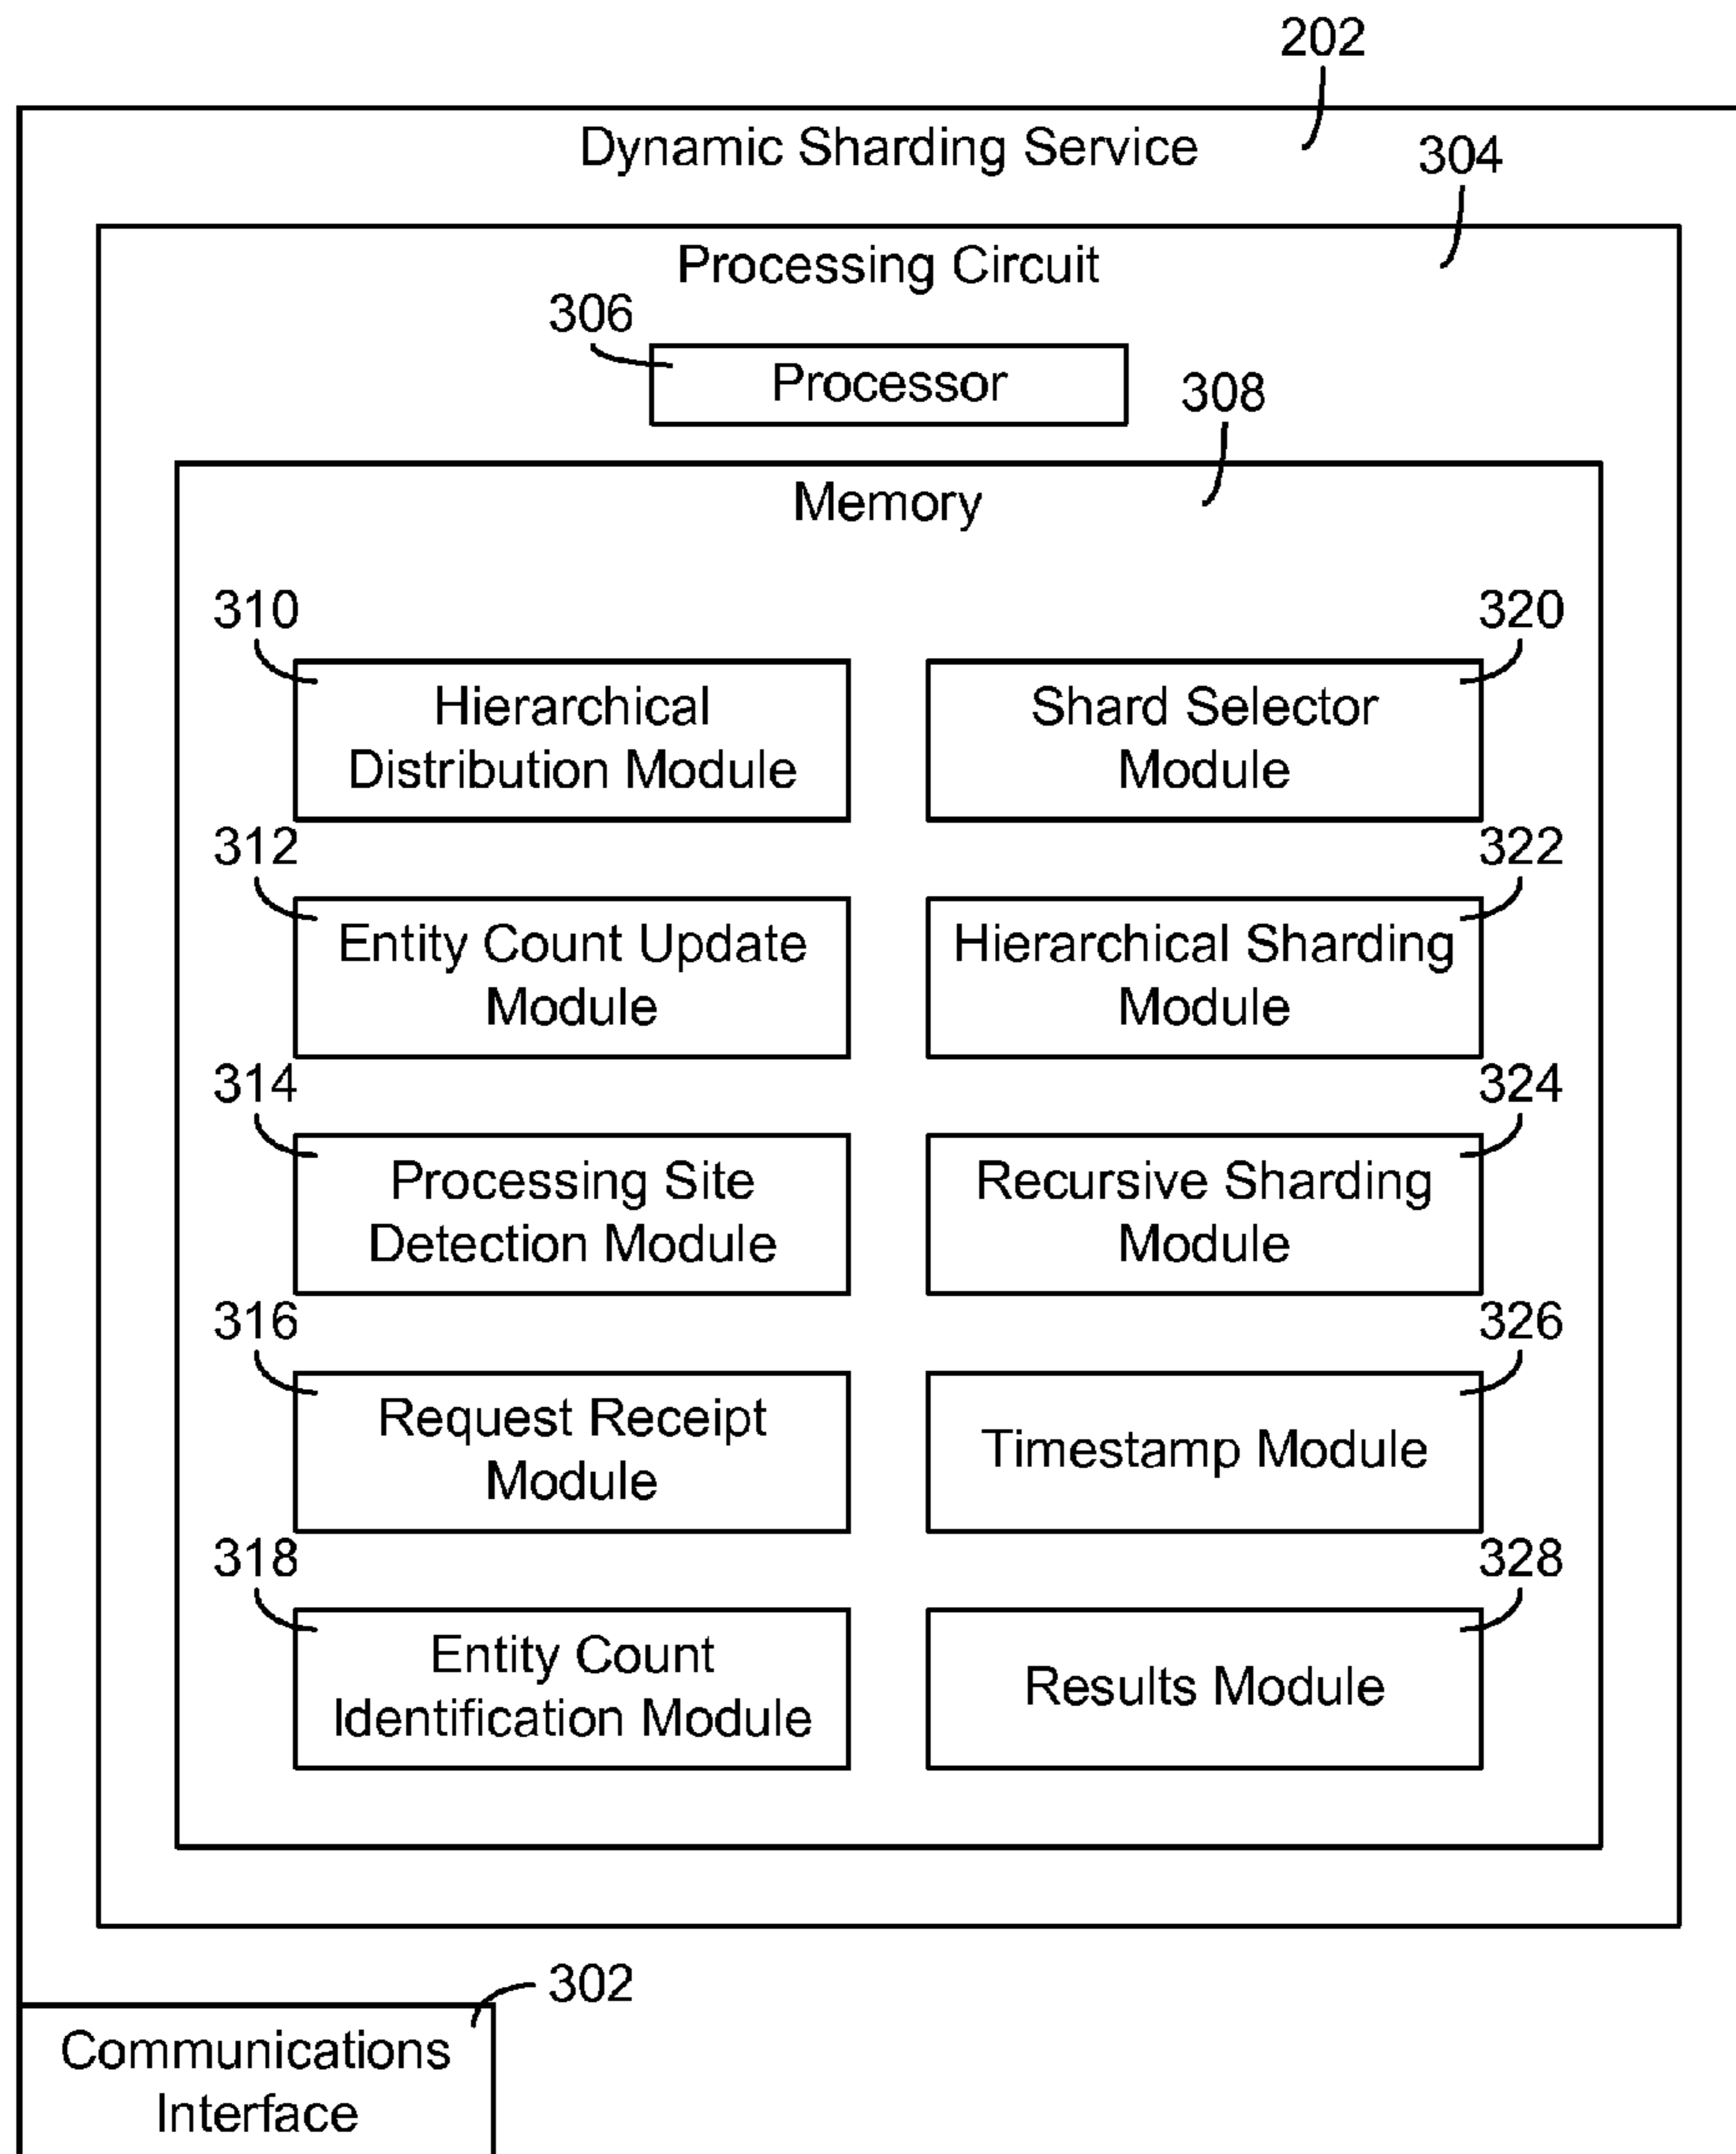 202
Dynamic Sharding Service
304
Processing Circuit
306
Processor
308
Memory
310
320
Hierarchical
Distribution Module
Shard Selector
Module
312
322
Entity Count Update
Module
Hierarchical Sharding
Module
314
324
Processing Site
Detection Module
Recursive Sharding
Module
316
326
Request Receipt
Module
Timestamp Module
318
328
Entity Count
Identification Module
Results Module
302
Communications
Interface